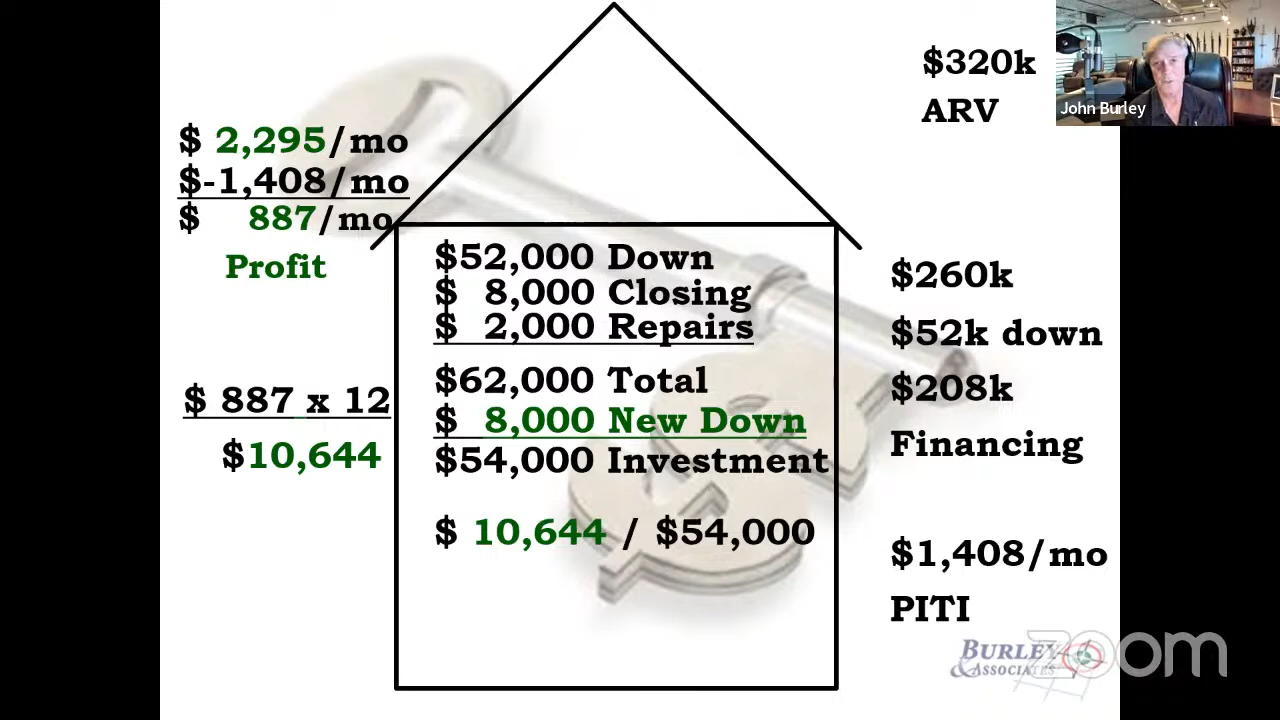 $320k
ARV
John Burley
$ 2,295/mo
$-1,408/mo
$ 887/mo
Profit
$ 887 x 12
$10,644
$52,000 Down
$ 8,000 Closing
$ 2,000 Repairs
$62,000 Total
$ 8,000 New Down
$54,000 Investment
$ 10,644 / $54,000
$260k
$52k down
$208k
Financing
$1,408/mo
PITI
BURLEY
& ASSOCIATES
zoom